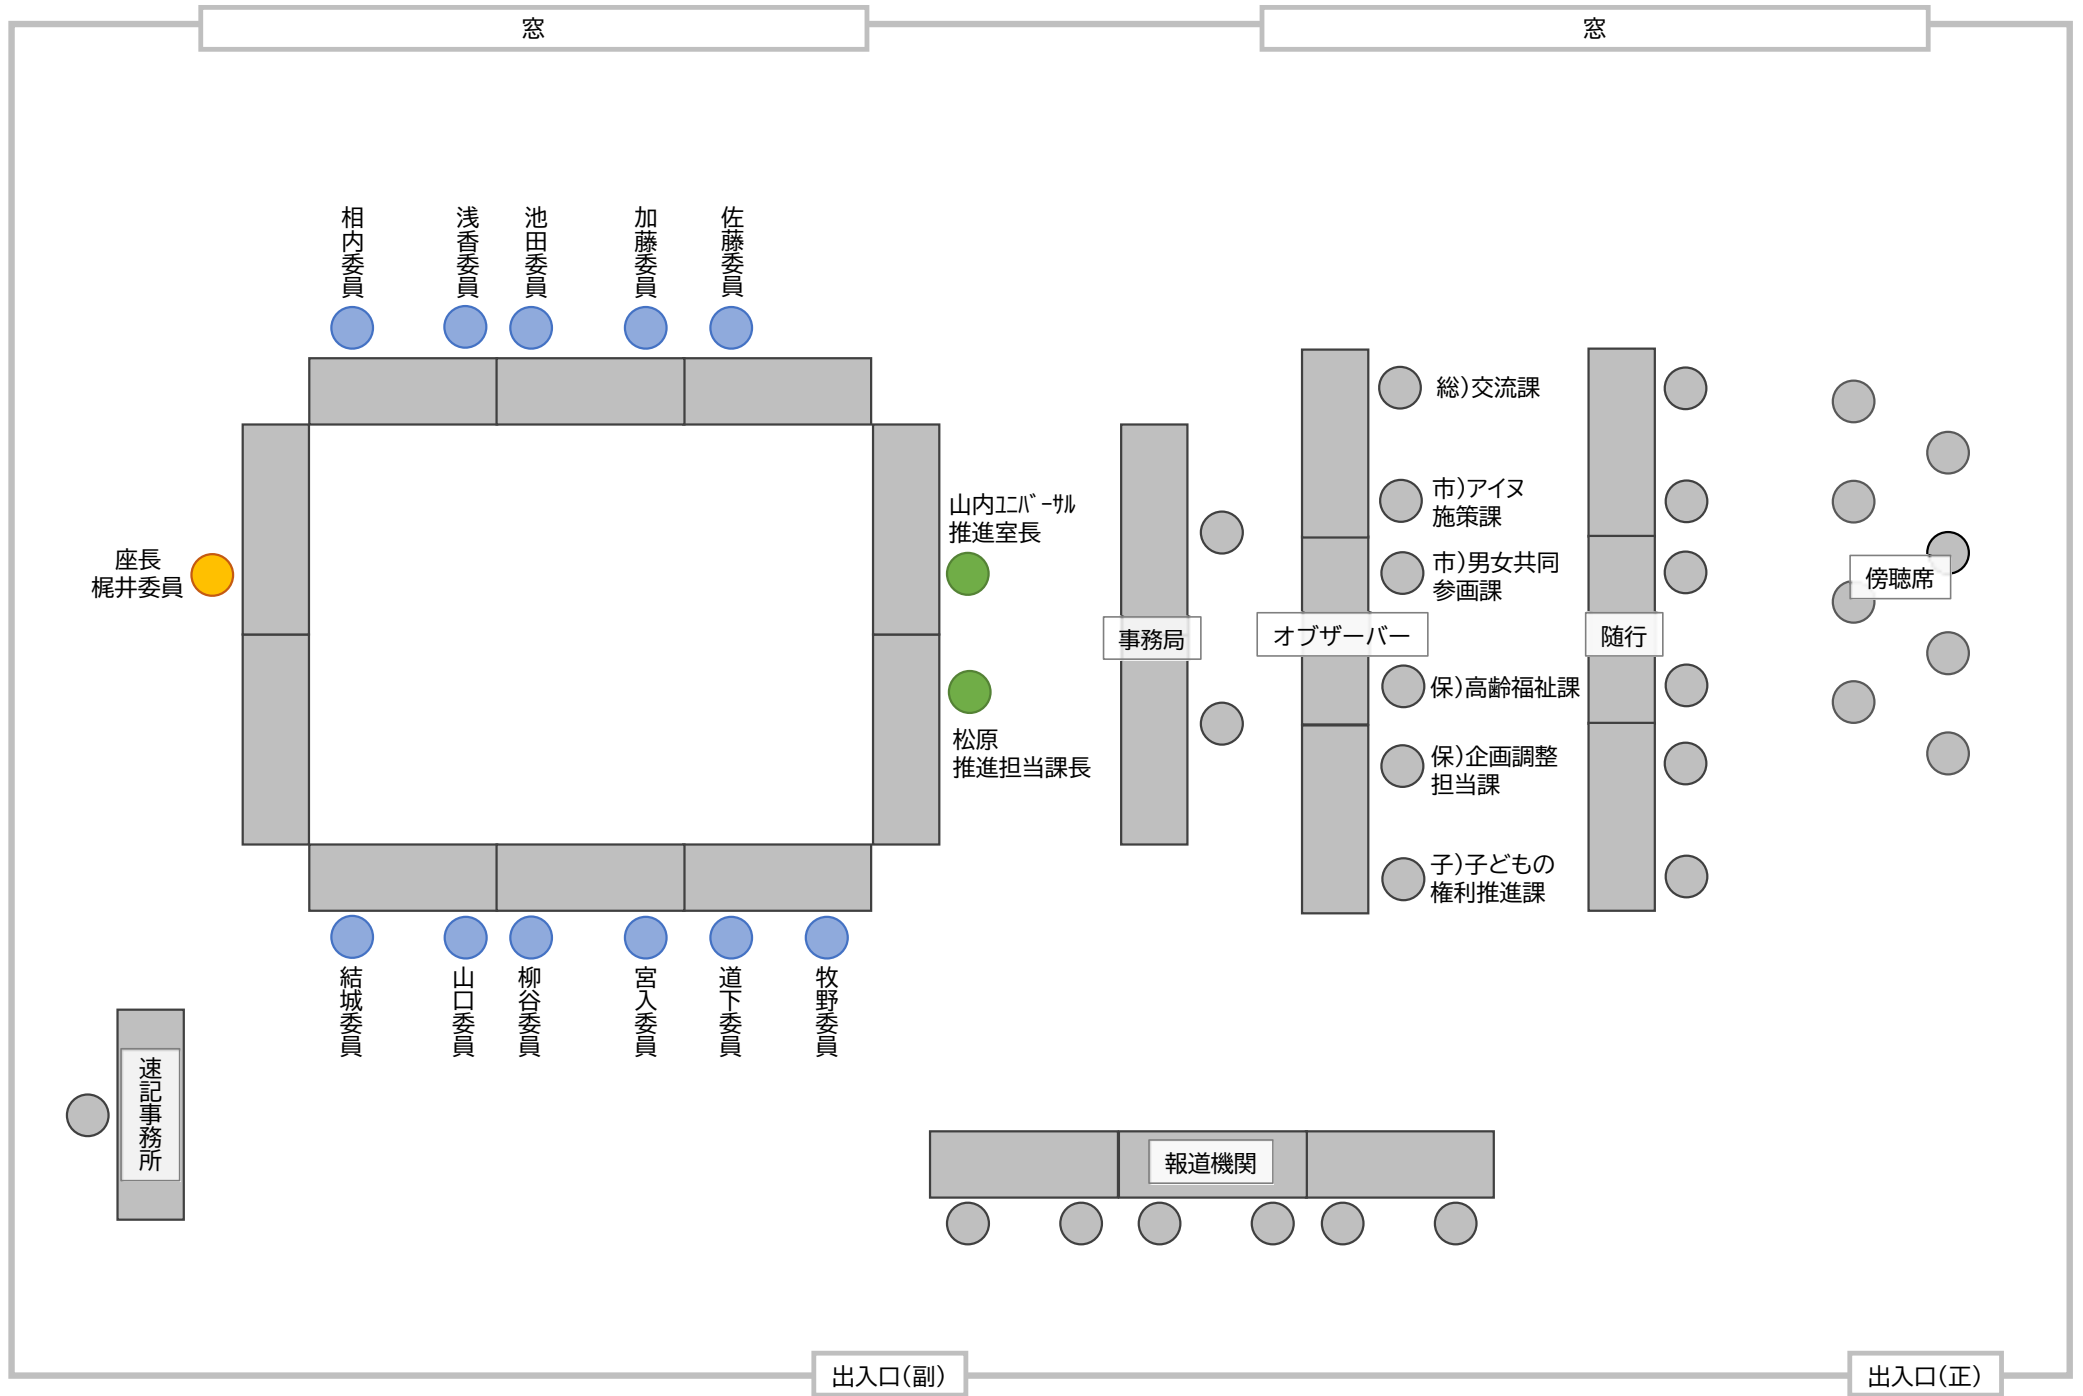 窓
窓
相内委員
浅香委員
池田委員
加藤委員
佐藤委員
座長
梶井委員
山内ﾕﾆﾊﾞｰｻﾙ
推進室長
松原
推進担当課長
事務局
オブザーバー
総）交流課
市）アイヌ
施策課
市）男女共同
参画課
保）高齢福祉課
保）企画調整
担当課
子）子どもの
権利推進課
随行
傍聴席
結城委員
山口委員
柳谷委員
宮入委員
道下委員
牧野委員
速記事務所
報道機関
出入口（副）
出入口（正）